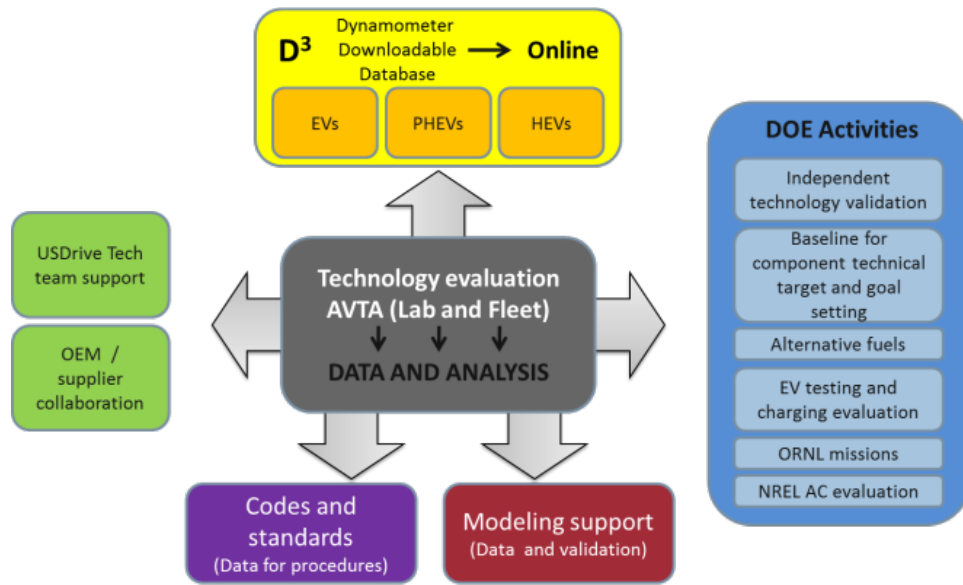 D³
Dynamometer
Downloadable
Database
Online
EVs
PHEVs
HEVs
USDrive Tech
team support
OEM /
supplier
collaboration
Technology evaluation
AVTA (Lab and Fleet)
DATA AND ANALYSIS
DOE Activities
Independent
technology validation
Baseline for
component technical
target and goal
setting
Alternative fuels
EV testing and
charging evaluation
ORNL missions
NREL AC evaluation
Codes and
standards
(Data for procedures)
Modeling support
(Data and validation)